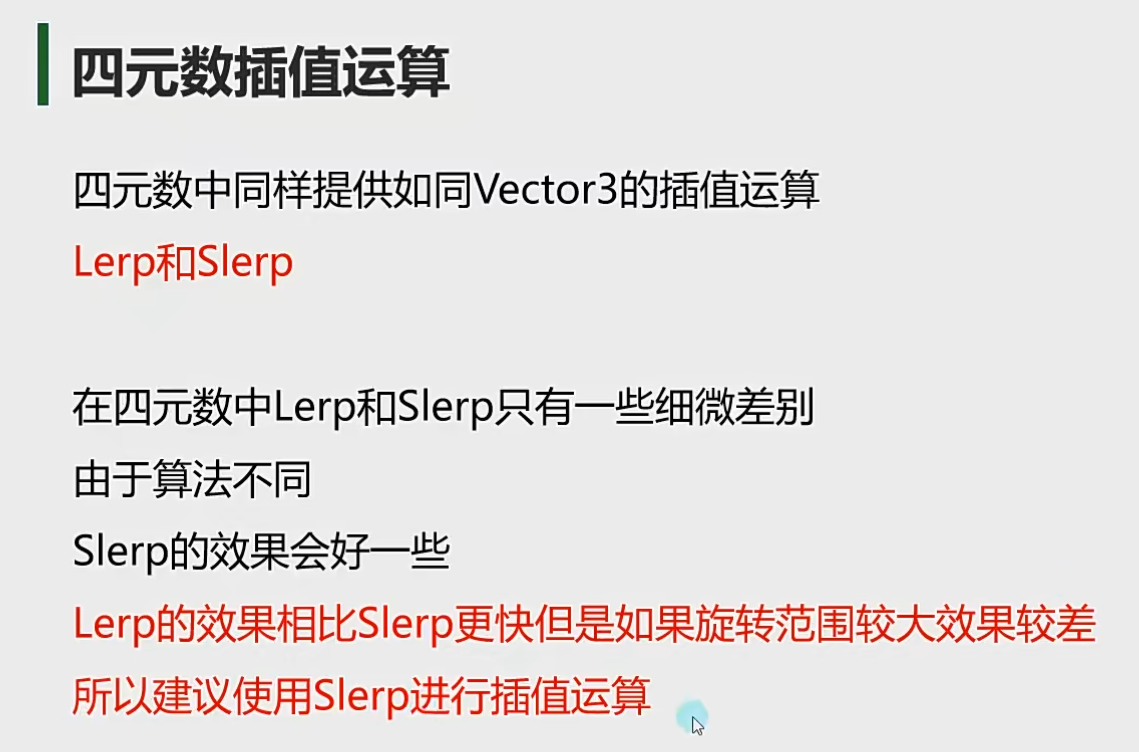 四元数插值运算
四元数中同样提供如同Vector3的插值运算
Lerp和Slerp
在四元数中Lerp和Slerp只有一些细微差别
由于算法不同
Slerp的效果会好一些
Lerp的效果相比Slerp更快但是如果旋转范围较大效果较差
所以建议使用Slerp进行插值运算